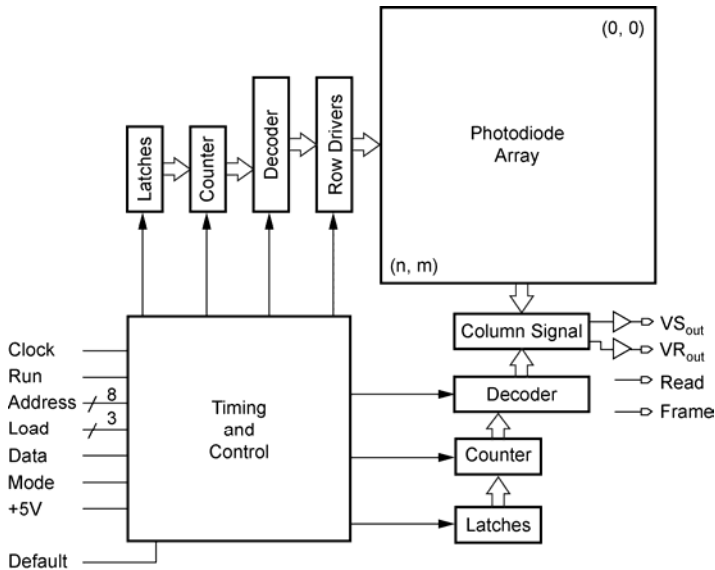 (0, 0)
Photodiode
Array
(n, m)
Latches
Counter
Decoder
Row Drivers
Column Signal
VSout
VRout
Read
Frame
Decoder
Counter
Latches
Timing
and
Control
Clock
Run
Address 8
Load 3
Data
Mode
+5V
Default